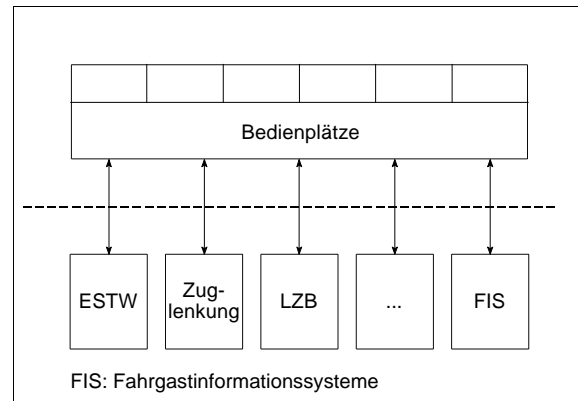 Bedienplätze
ESTW
Zug-
lenkung
LZB
...
FIS
FIS: Fahrgastinformationssysteme